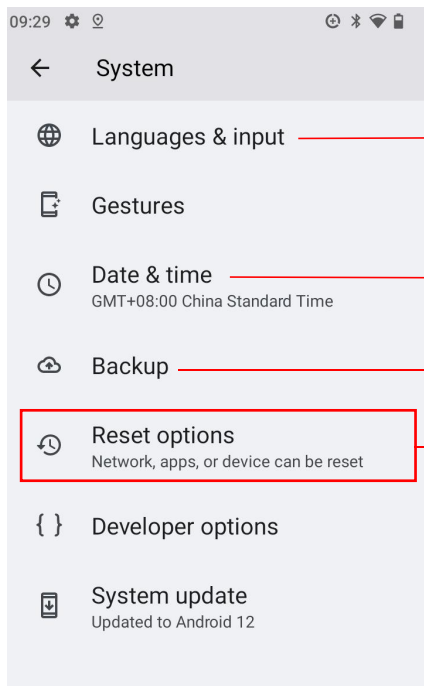 09:29
System
Languages & input
Gestures
Date & time
GMT+08:00 China Standard Time
Backup
Reset options
Network, apps, or device can be reset
{ } Developer options
System update
Updated to Android 12